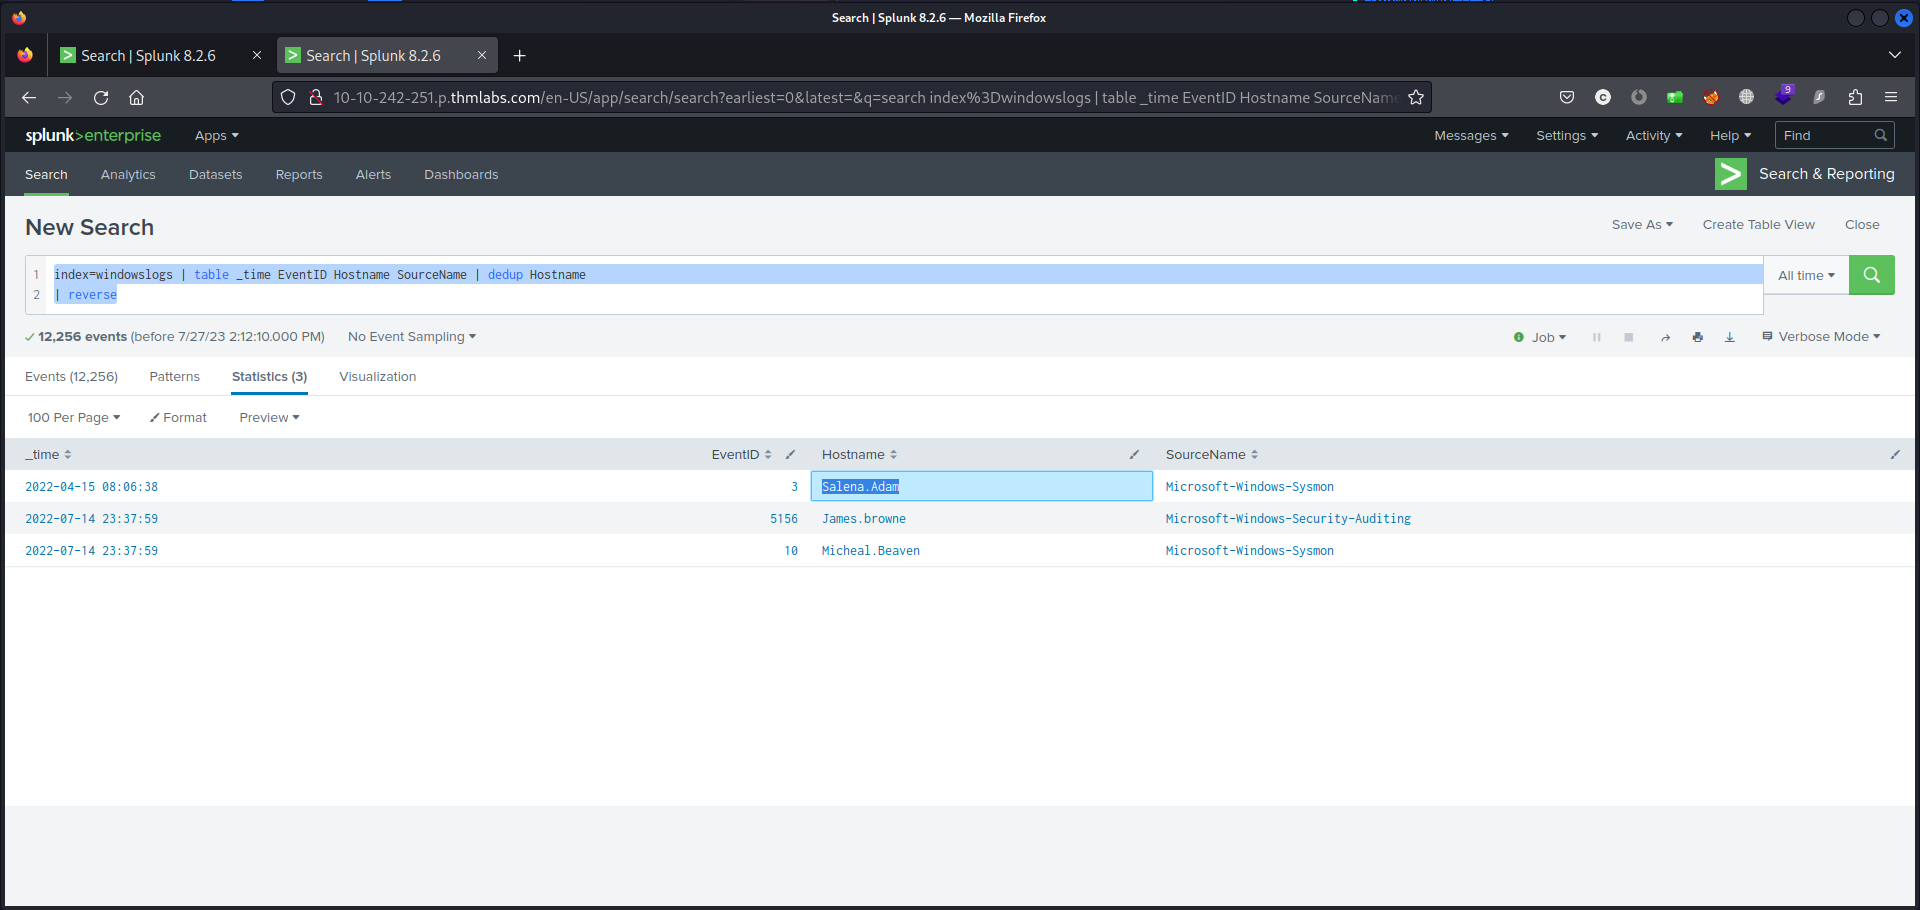 Search | Splunk 8.2.6 — Mozilla Firefox
Search | Splunk 8.2.6
Search | Splunk 8.2.6
10-10-242-251.p.thmlabs.com/en-US/app/search/search?earliest=0&latest=&q=search index%3Dwindowslogs | table _time EventID Hostname SourceName
9
splunk>enterprise Apps Messages Settings Activity Help Find
Search Analytics Datasets Reports Alerts Dashboards Search & Reporting
New Search Save As Create Table View Close
1 index=windowslogs | table _time EventID Hostname SourceName | dedup Hostname
2 | reverse
All time
12,256 events (before 7/27/23 2:12:10.000 PM) No Event Sampling Job Verbose Mode
Events (12,256) Patterns Statistics (3) Visualization
100 Per Page Format Preview
_time EventID Hostname SourceName
2022-04-15 08:06:38 3 Salena.Adam Microsoft-Windows-Sysmon
2022-07-14 23:37:59 5156 James.browne Microsoft-Windows-Security-Auditing
2022-07-14 23:37:59 10 Micheal.Beaven Microsoft-Windows-Sysmon